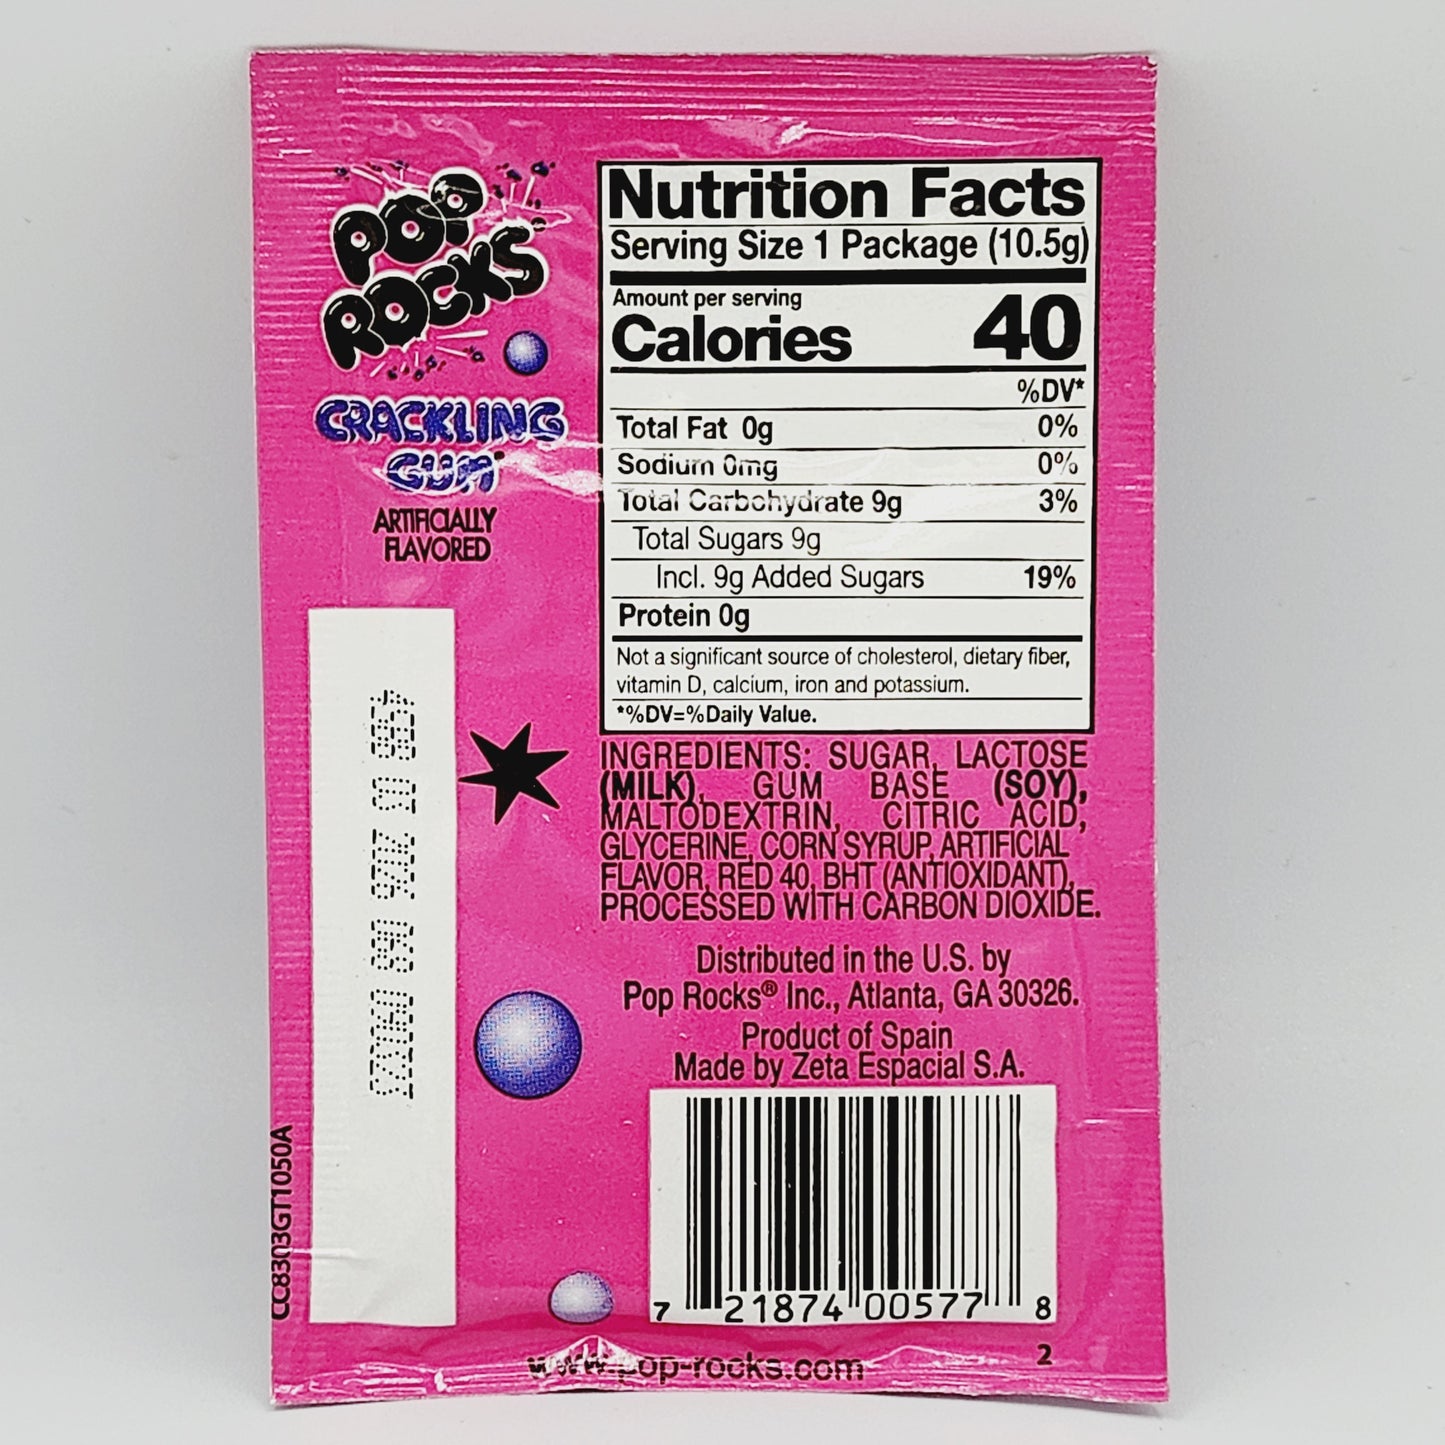 POP
ROCKS
CRACKLING
GUM
ARTIFICIALLY
FLAVORED
Nutrition Facts
Serving Size 1 Package (10.5g)
Amount per serving
Calories 40
%DV*
Total Fat 0g 0%
Sodium 0mg 0%
Total Carbohydrate 9g 3%
Total Sugars 9g
Incl. 9g Added Sugars 19%
Protein 0g
Not a significant source of cholesterol, dietary fiber,
vitamin D, calcium, iron and potassium.
*%DV=%Daily Value.
INGREDIENTS: SUGAR, LACTOSE
(MILK), GUM BASE (SOY),
MALTODEXTRIN, CITRIC ACID,
GLYCERINE, CORN SYRUP, ARTIFICIAL
FLAVOR, RED 40, BHT (ANTIOXIDANT),
PROCESSED WITH CARBON DIOXIDE.
Distributed in the U.S. by
Pop Rocks® Inc., Atlanta, GA 30326.
Product of Spain
Made by Zeta Espacial S.A.
7 21874 00577 8
2
www.pop-rocks.com
CC8303GT1050A